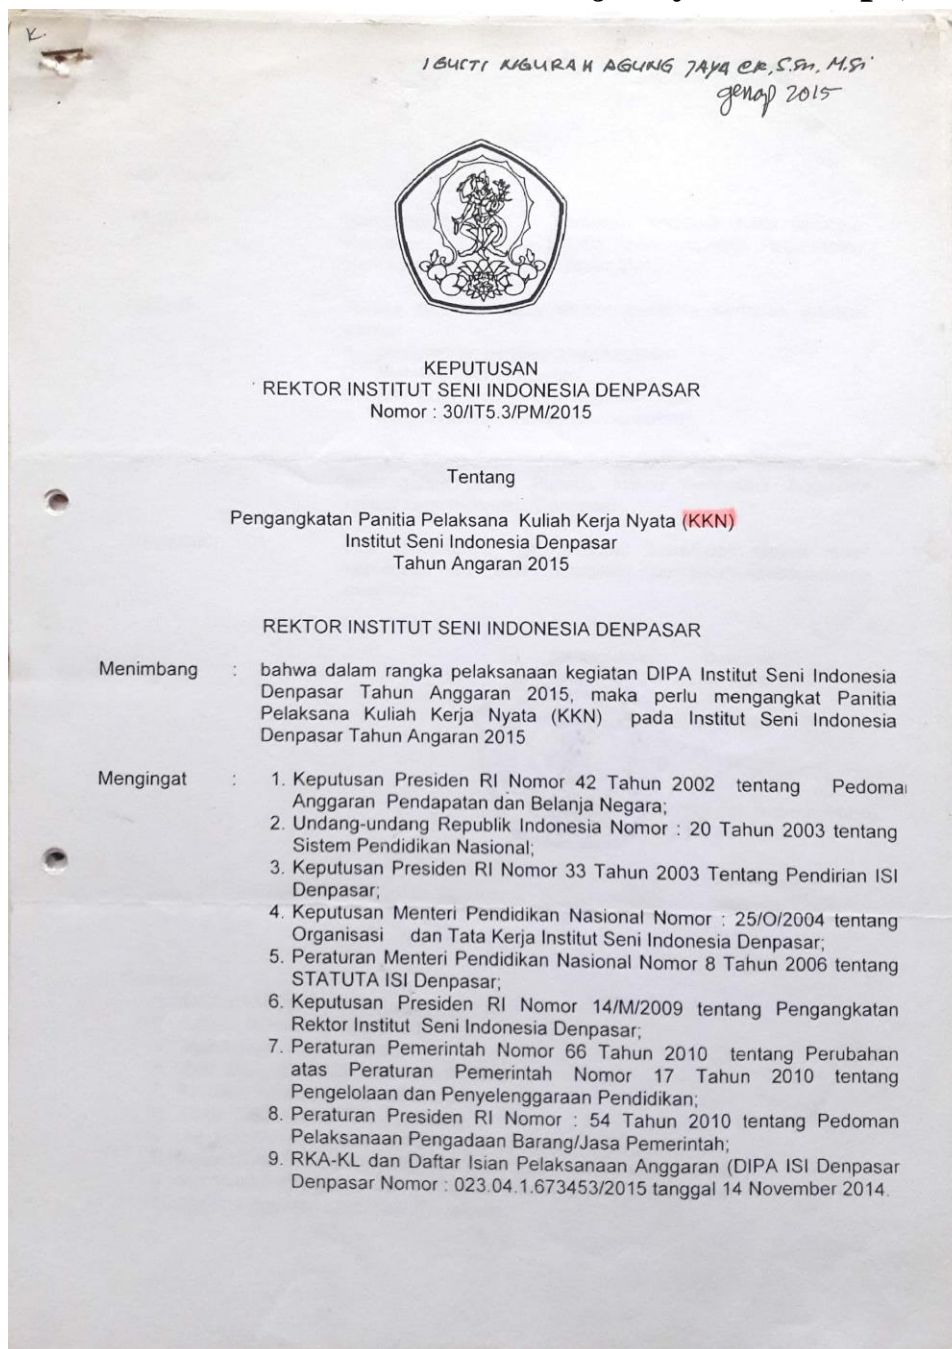 K.
I GUSTI NGURAH AGUNG JAYA CK, S.Sn, M.Si
genap 2015
KEPUTUSAN
REKTOR INSTITUT SENI INDONESIA DENPASAR
Nomor : 30/IT5.3/PM/2015
Tentang
Pengangkatan Panitia Pelaksana Kuliah Kerja Nyata (KKN)
Institut Seni Indonesia Denpasar
Tahun Angaran 2015
REKTOR INSTITUT SENI INDONESIA DENPASAR
Menimbang : bahwa dalam rangka pelaksanaan kegiatan DIPA Institut Seni Indonesia
Denpasar Tahun Anggaran 2015, maka perlu mengangkat Panitia
Pelaksana Kuliah Kerja Nyata (KKN) pada Institut Seni Indonesia
Denpasar Tahun Angaran 2015
Mengingat : 1. Keputusan Presiden RI Nomor 42 Tahun 2002 tentang Pedoma
Anggaran Pendapatan dan Belanja Negara;
2. Undang-undang Republik Indonesia Nomor : 20 Tahun 2003 tentang
Sistem Pendidikan Nasional;
3. Keputusan Presiden RI Nomor 33 Tahun 2003 Tentang Pendirian ISI
Denpasar;
4. Keputusan Menteri Pendidikan Nasional Nomor : 25/O/2004 tentang
Organisasi dan Tata Kerja Institut Seni Indonesia Denpasar;
5. Peraturan Menteri Pendidikan Nasional Nomor 8 Tahun 2006 tentang
STATUTA ISI Denpasar;
6. Keputusan Presiden RI Nomor 14/M/2009 tentang Pengangkatan
Rektor Institut Seni Indonesia Denpasar;
7. Peraturan Pemerintah Nomor 66 Tahun 2010 tentang Perubahan
atas Peraturan Pemerintah Nomor 17 Tahun 2010 tentang
Pengelolaan dan Penyelenggaraan Pendidikan;
8. Peraturan Presiden RI Nomor : 54 Tahun 2010 tentang Pedoman
Pelaksanaan Pengadaan Barang/Jasa Pemerintah;
9. RKA-KL dan Daftar Isian Pelaksanaan Anggaran (DIPA ISI Denpasar
Denpasar Nomor : 023.04.1.673453/2015 tanggal 14 November 2014.